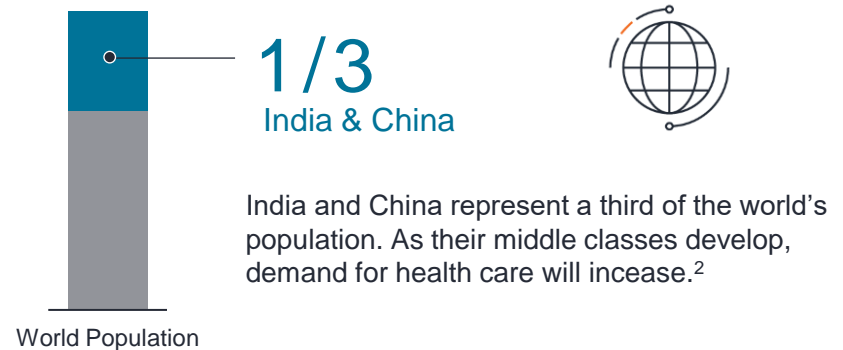 1/3
India & China
India and China represent a third of the world's
population. As their middle classes develop,
demand for health care will incease.2
World Population